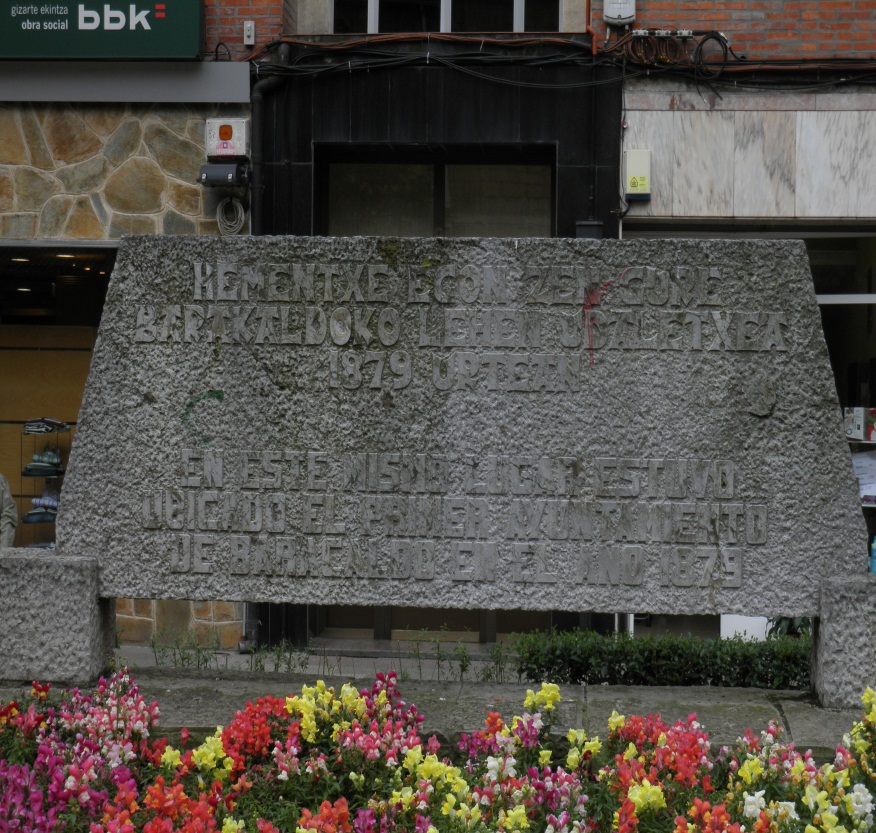 gizarte ekintza
obra social
bbk
HEMENTXE EGON ZEN GURE
BARAKALDOKO LEHEN UDALETXEA
1879 URTEAN
EN ESTE MISMO LUGAR ESTUVO
UBICADO EL PRIMER AYUNTAMIENTO
DE BARACALDO EN EL AÑO 1879